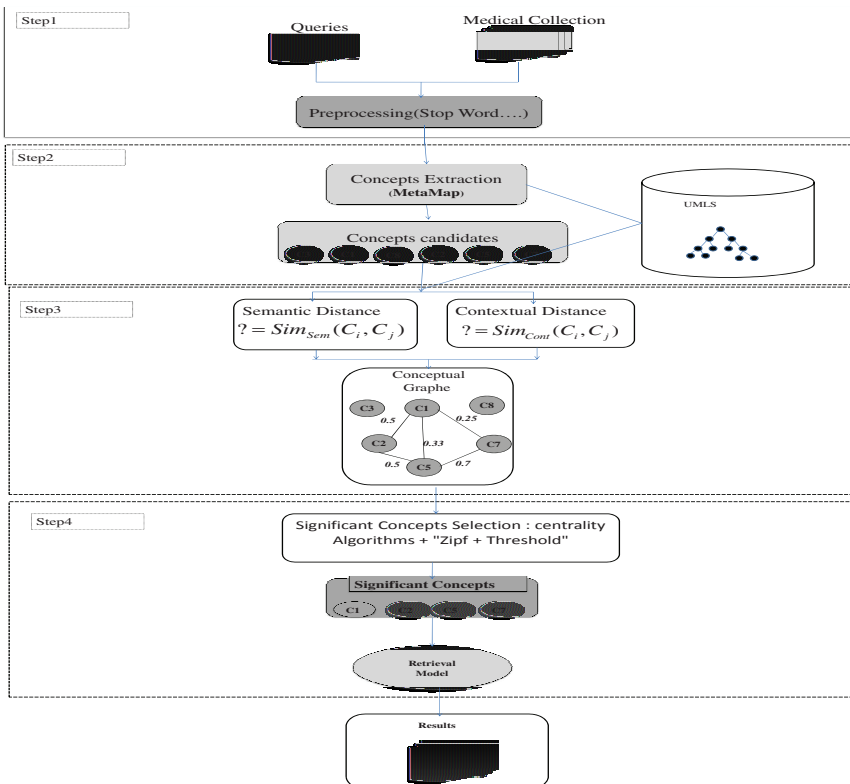 Step1
Queries
Medical Collection
Preprocessing(Stop Word….)
Step2
Concepts Extraction
(MetaMap)
UMLS
Concepts candidates
Step3
Semantic Distance
? = Sim_Sem (C_i, C_j)
Contextual Distance
? = Sim_Cont (C_i, C_j)
Conceptual
Graphe
C3
C1
C8
0.5
0.25
C2
0.33
C7
0.5
C5
0.7
Step4
Significant Concepts Selection : centrality
Algorithms + "Zipf + Threshold"
Significant Concepts
C1
C2
C7
Retrieval
Model
Results